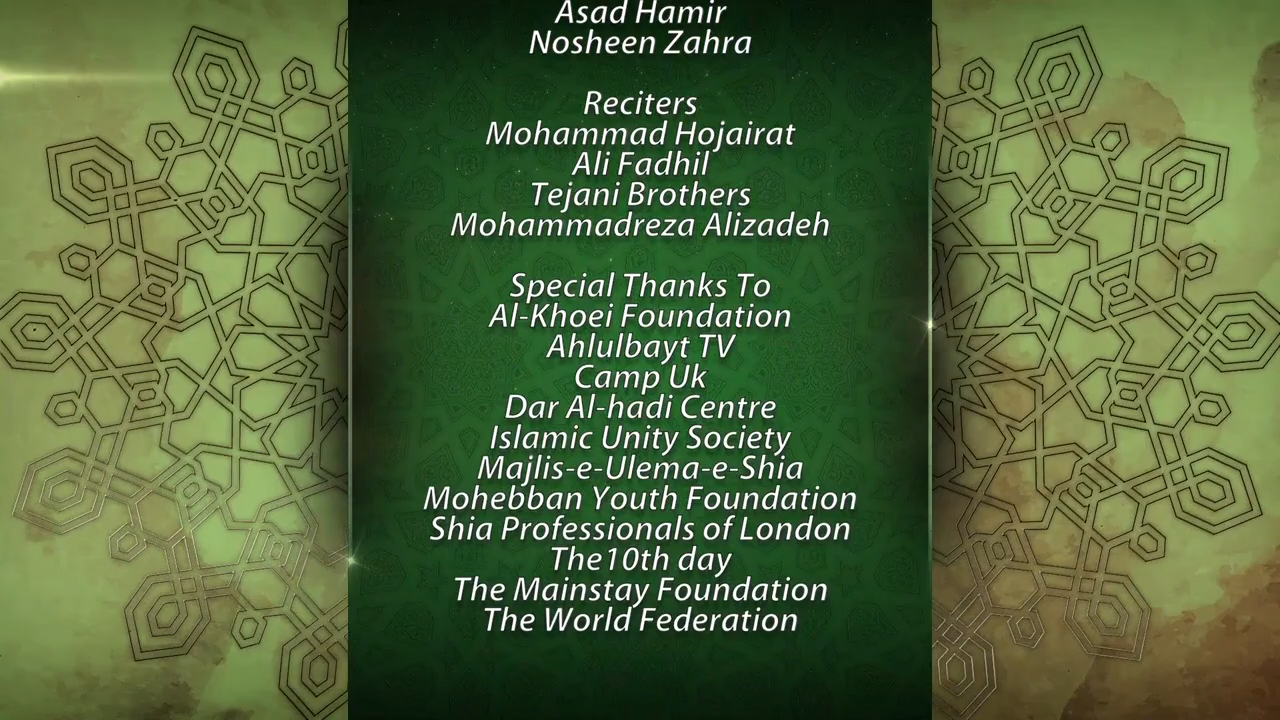 Asad Hamir
Nosheen Zahra
Reciters
Mohammad Hojairat
Ali Fadhil
Tejani Brothers
Mohammadreza Alizadeh
Special Thanks To
Al-Khoei Foundation
Ahlulbayt TV
Camp Uk
Dar Al-hadi Centre
Islamic Unity Society
Majlis-e-Ulema-e-Shia
Mohebban Youth Foundation
Shia Professionals of London
The10th day
The Mainstay Foundation
The World Federation